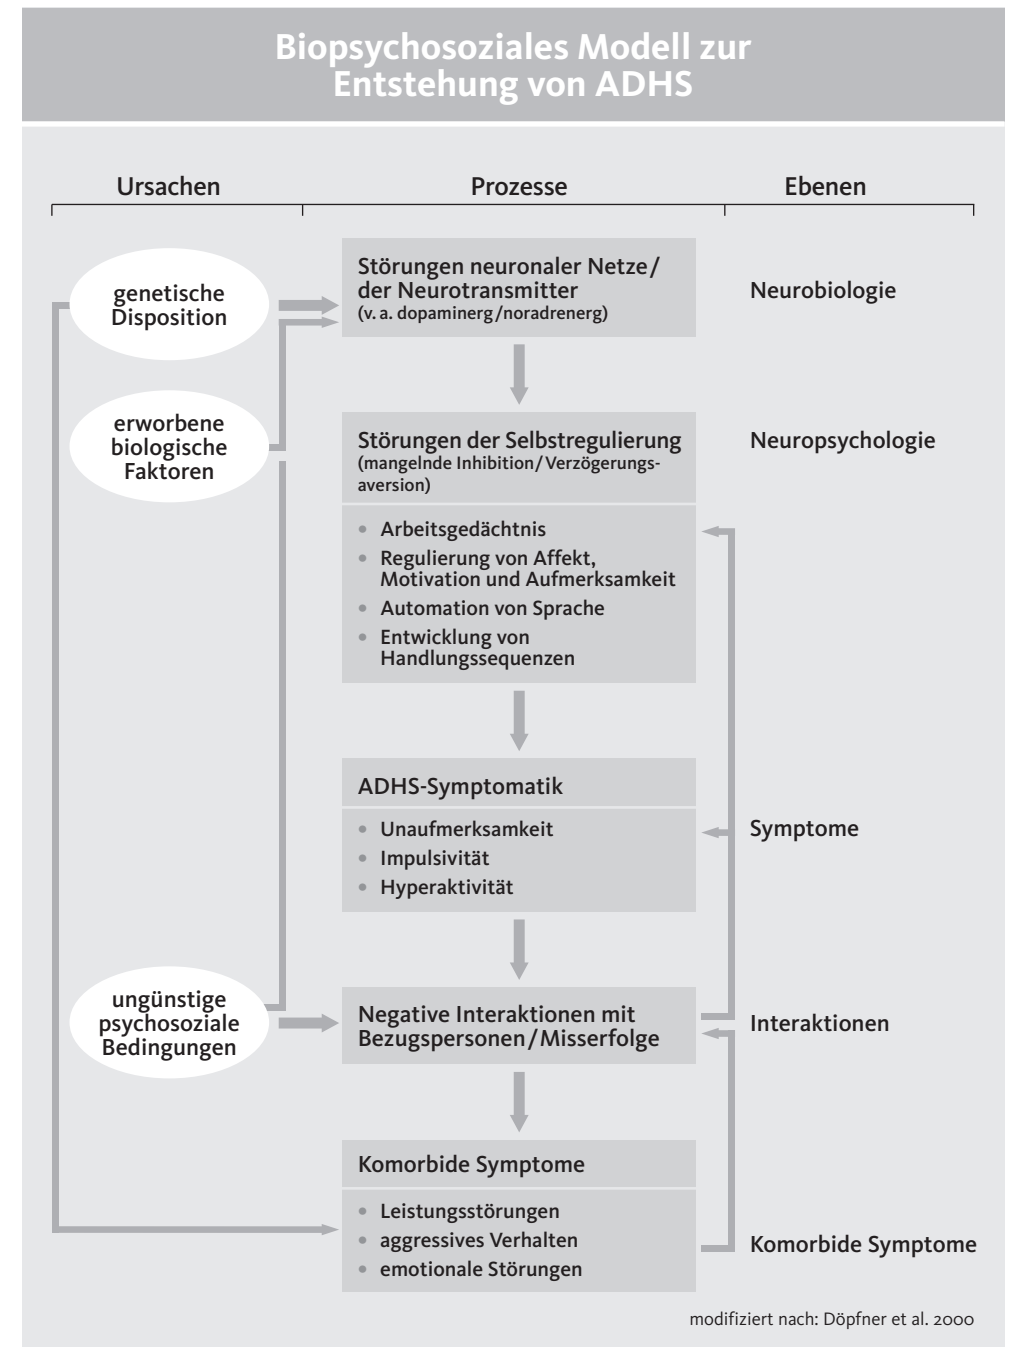 Biopsychosoziales Modell zur
Entstehung von ADHS
Ursachen
Prozesse
Ebenen
genetische
Disposition
Störungen neuronaler Netze/
der Neurotransmitter
(v. a. dopaminerg/noradrenerg)
Neurobiologie
erworbene
biologische
Faktoren
Störungen der Selbstregulierung
(mangelnde Inhibition/Verzögerungs-
aversion)
Neuropsychologie
• Arbeitsgedächtnis
• Regulierung von Affekt,
Motivation und Aufmerksamkeit
• Automation von Sprache
• Entwicklung von
Handlungssequenzen
ADHS-Symptomatik
• Unaufmerksamkeit
• Impulsivität
• Hyperaktivität
Symptome
ungünstige
psychosoziale
Bedingungen
Negative Interaktionen mit
Bezugspersonen/Misserfolge
Interaktionen
Komorbide Symptome
• Leistungsstörungen
• aggressives Verhalten
• emotionale Störungen
Komorbide Symptome
modifiziert nach: Döpfner et al. 2000